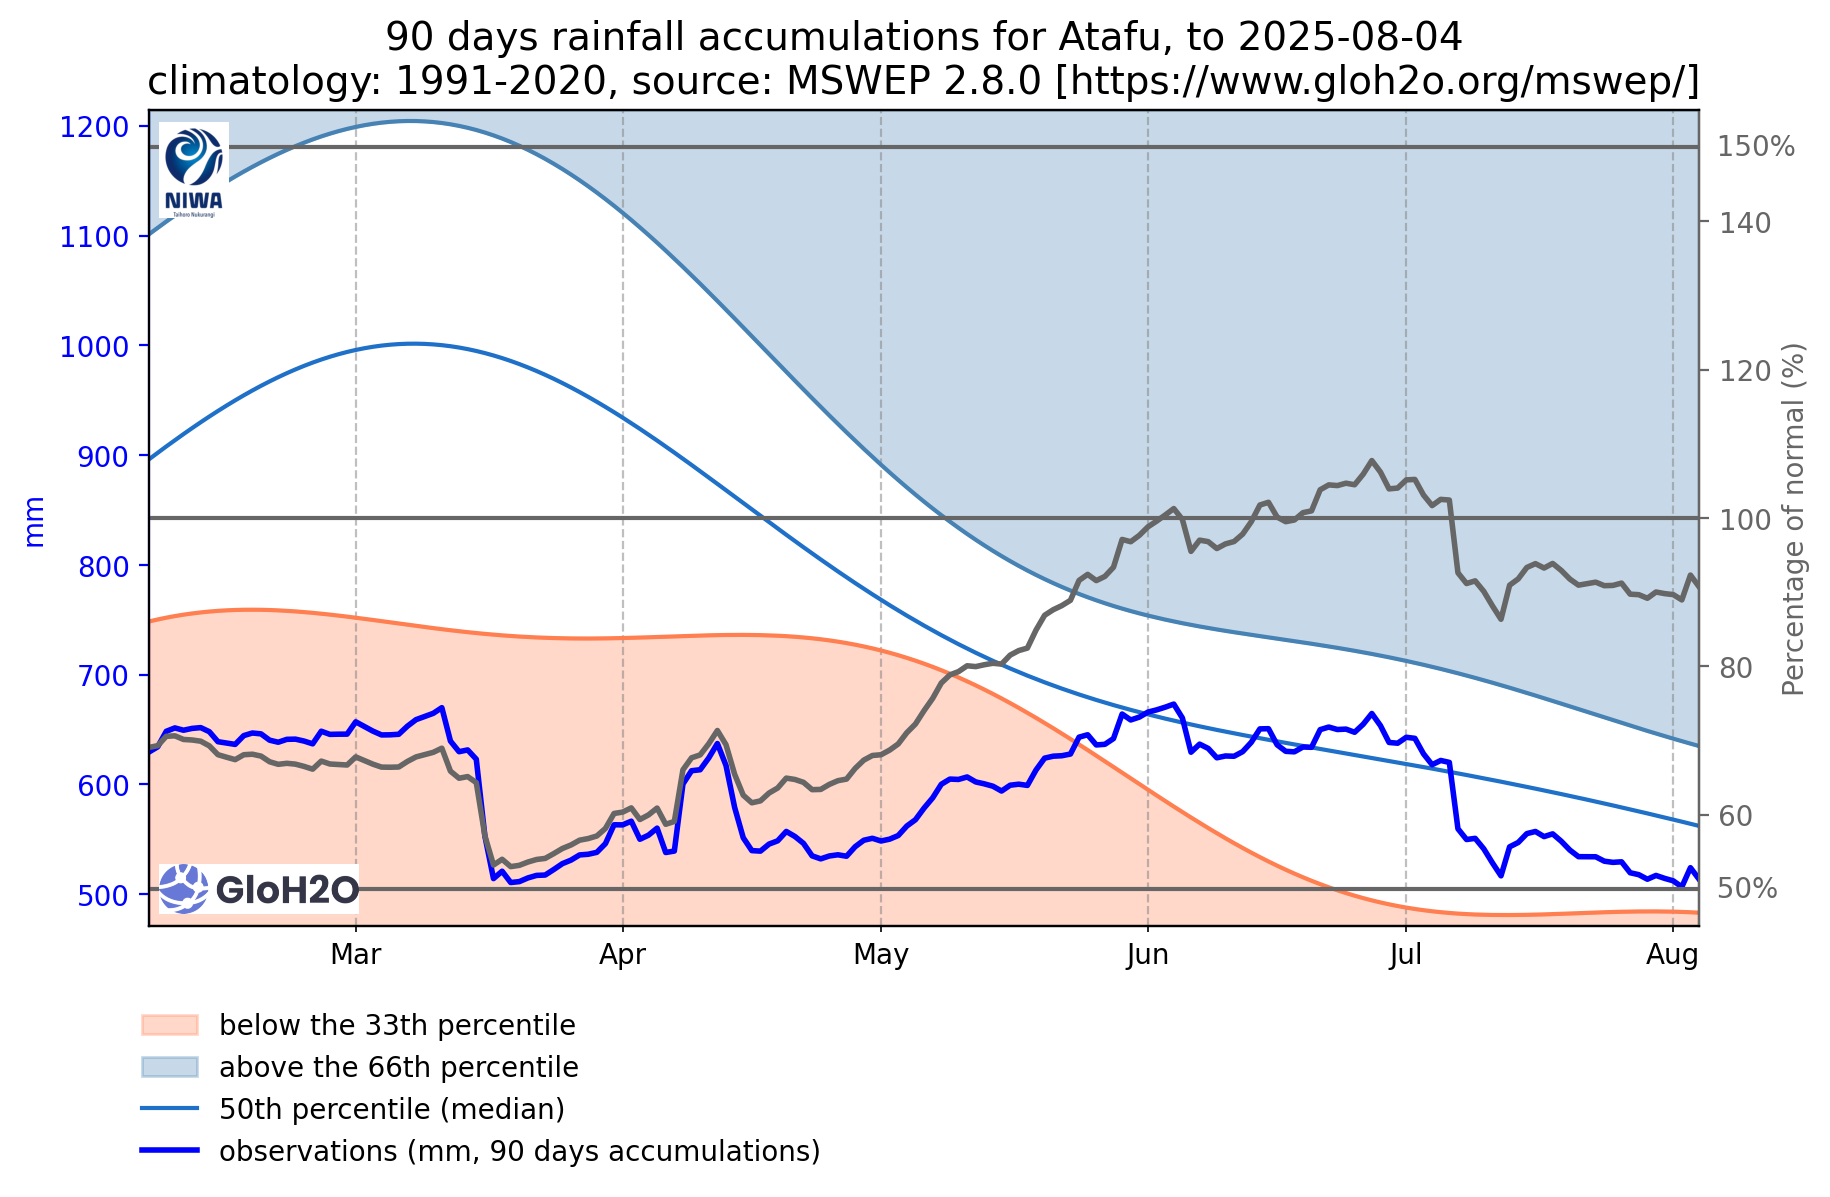 90 days rainfall accumulations for Atafu, to 2025-08-04
climatology: 1991-2020, source: MSWEP 2.8.0 [https://www.gloh2o.org/mswep/]
1200
1100
1000
900
800
700
600
500
mm
NIWA
Taihoro Nukurangi
GloH2O
150%
140
120
100
80
60
50%
Percentage of normal (%)
Mar
Apr
May
Jun
Jul
Aug
below the 33th percentile
above the 66th percentile
50th percentile (median)
observations (mm, 90 days accumulations)